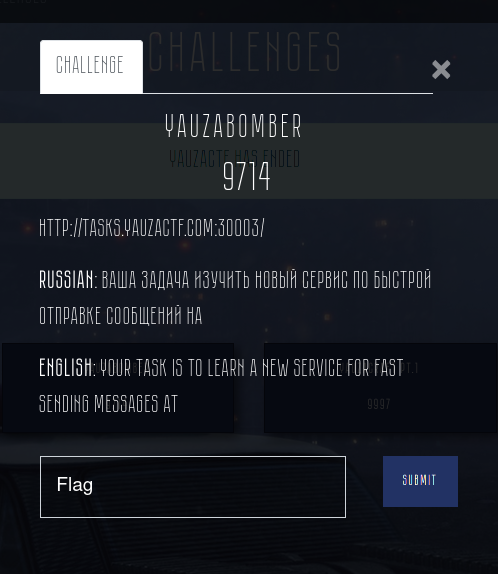 CHALLENGES
CHALLENGE
×
YAUZABOMBER
YAUZACTF HAS ENDED
9714
HTTP://TASKS.YAUZACTF.COM:30003/
RUSSIAN: ВАША ЗАДАЧА ИЗУЧИТЬ НОВЫЙ СЕРВИС ПО БЫСТРОЙ
ОТПРАВКЕ СООБЩЕНИЙ НА
ENGLISH: YOUR TASK IS TO LEARN A NEW SERVICE FOR FAST
SENDING MESSAGES AT
9997
Flag
SUBMIT